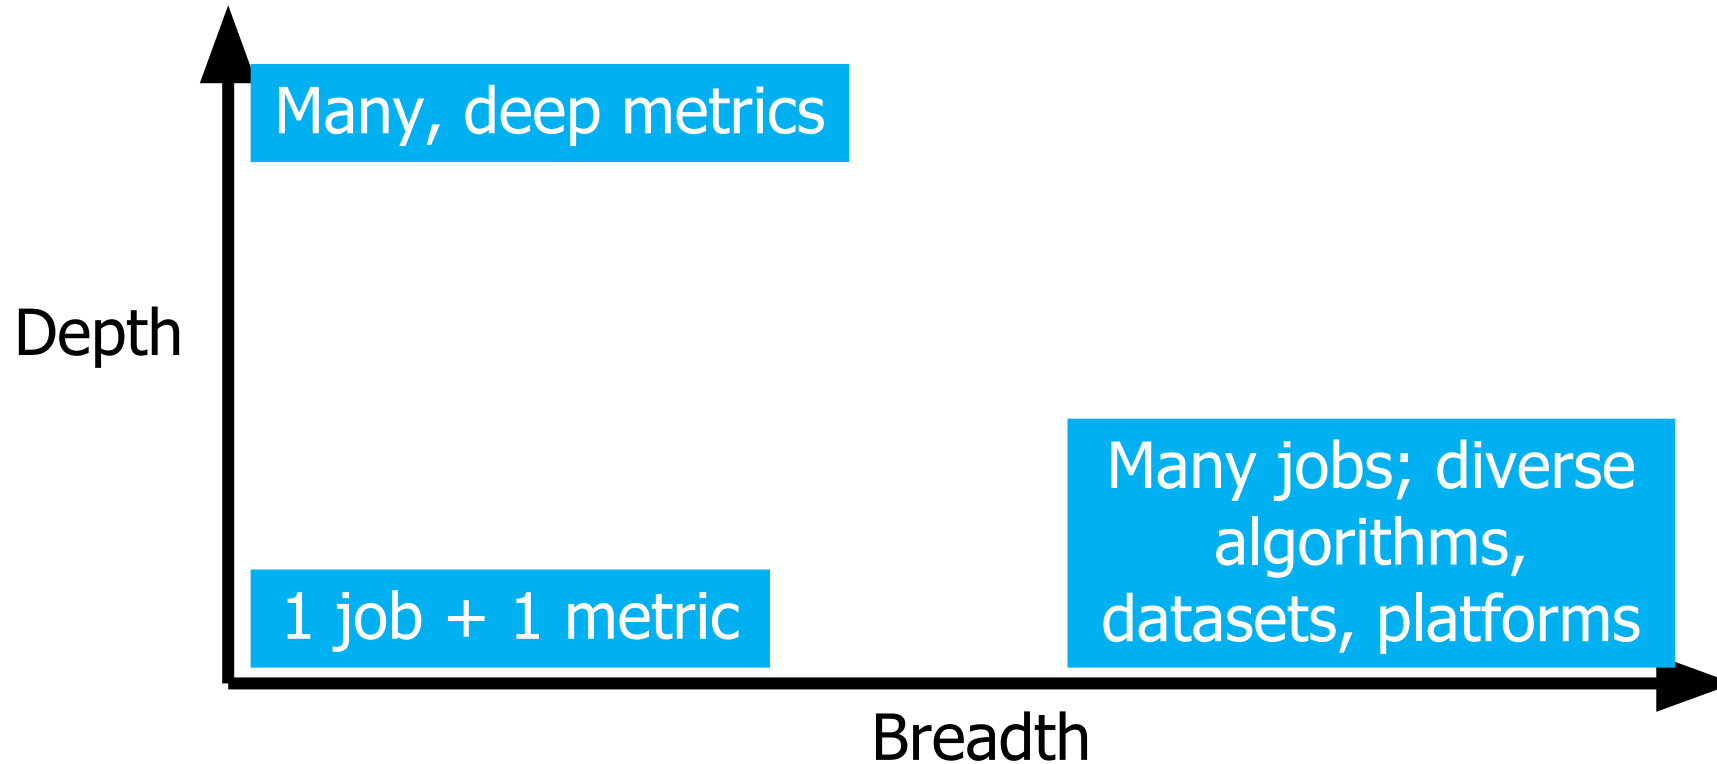 Many, deep metrics
Depth
Many jobs; diverse
algorithms,
datasets, platforms
1 job + 1 metric
Breadth